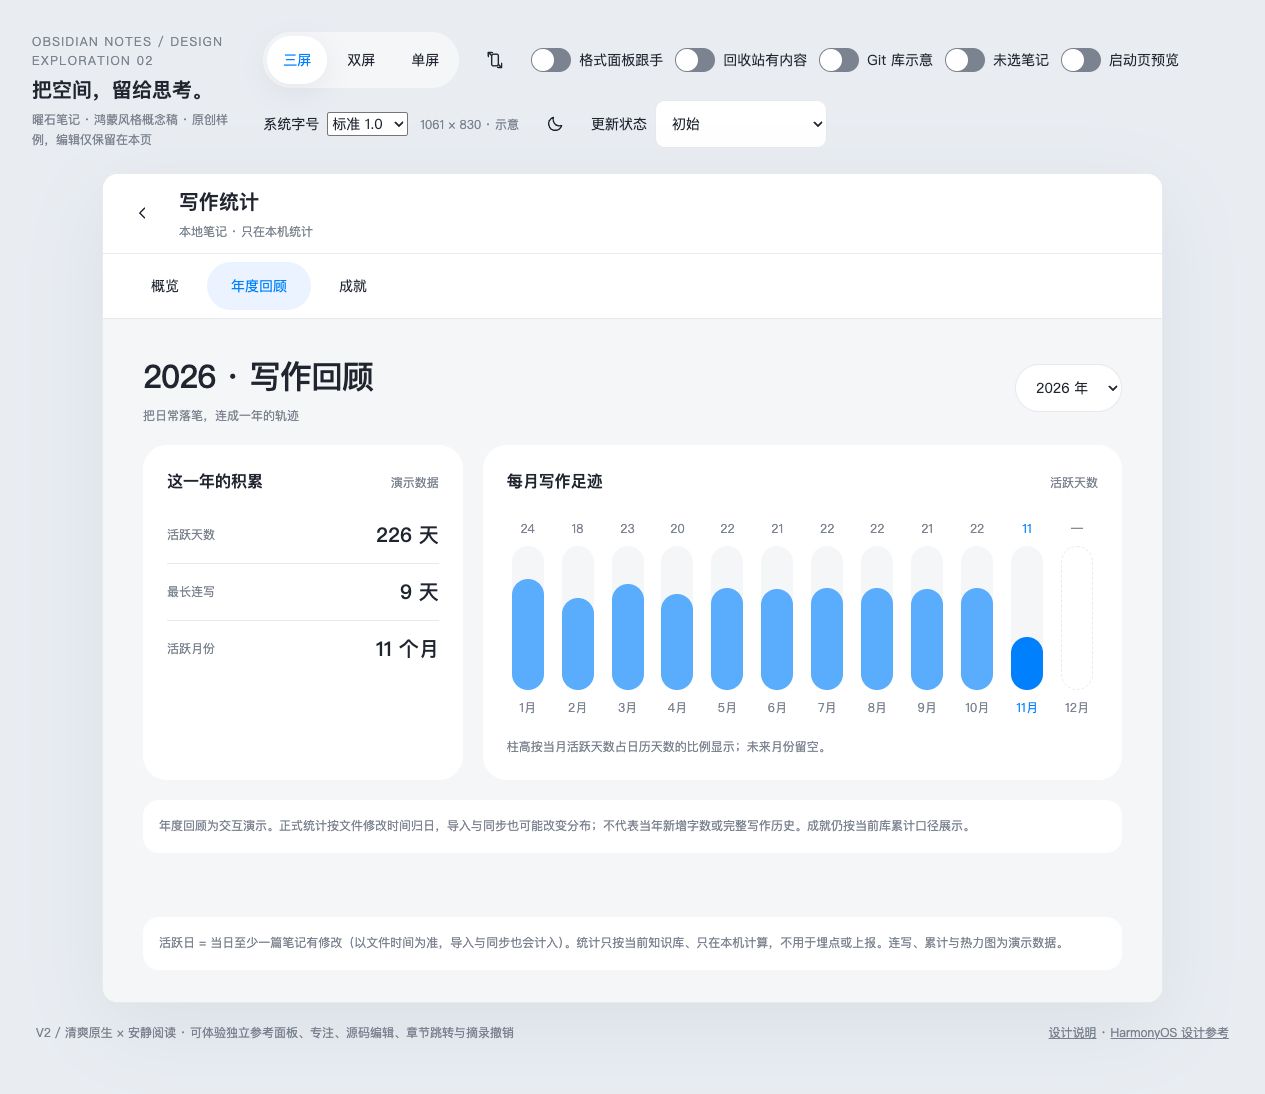 OBSIDIAN NOTES / DESIGN
EXPLORATION 02
把空间，留给思考。
曜石笔记 · 鸿蒙风格概念稿 · 原创样
例，编辑仅保留在本页
三屏 双屏 单屏 格式面板跟手 回收站有内容 Git 库示意 未选笔记 启动页预览
系统字号 标准 1.0 1061 × 830 · 示意 更新状态 初始
写作统计
本地笔记 · 只在本机统计
概览 年度回顾 成就
2026 · 写作回顾
把日常落笔，连成一年的轨迹
2026 年
这一年的积累 演示数据
活跃天数 226 天
最长连写 9 天
活跃月份 11 个月
每月写作足迹 活跃天数
24 18 23 20 22 21 22 22 21 22 11 —
1月 2月 3月 4月 5月 6月 7月 8月 9月 10月 11月 12月
柱高按当月活跃天数占日历天数的比例显示；未来月份留空。
年度回顾为交互演示。正式统计按文件修改时间归日，导入与同步也可能改变分布；不代表当年新增字数或完整写作历史。成就仍按当前库累计口径展示。
活跃日 = 当日至少一篇笔记有修改（以文件时间为准，导入与同步也会计入）。统计只按当前知识库、只在本机计算，不用于埋点或上报。连写、累计与热力图为演示数据。
V2 / 清爽原生 × 安静阅读 · 可体验独立参考面板、专注、源码编辑、章节跳转与摘录撤销
设计说明 · HarmonyOS 设计参考